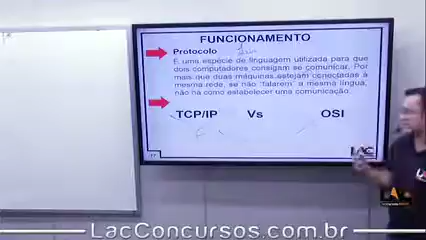 FUNCIONAMENTO
Protocolo
É uma espécie de linguagem utilizada para que
dois computadores consigam se comunicar. Por
mais que duas máquinas estejam conectadas à
mesma rede, se não "falarem" a mesma língua,
não há como estabelecer uma comunicação.
TCP/IP Vs OSI
LAC
LacConcursos.com.br